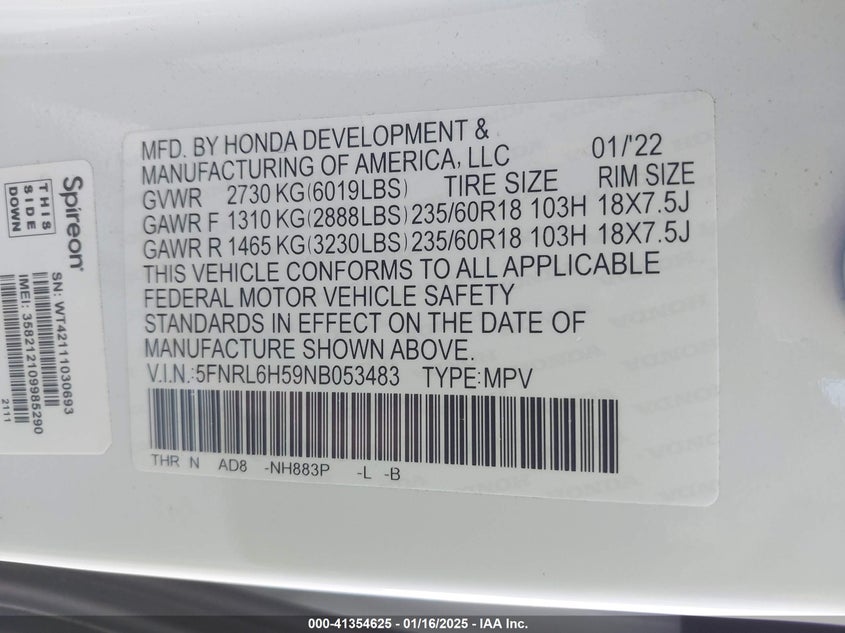 MFD. BY HONDA DEVELOPMENT &
MANUFACTURING OF AMERICA, LLC 01/'22
GVWR 2730 KG(6019LBS) TIRE SIZE RIM SIZE
GAWR F 1310 KG(2888LBS) 235/60R18 103H 18X7.5J
GAWR R 1465 KG(3230LBS) 235/60R18 103H 18X7.5J
THIS VEHICLE CONFORMS TO ALL APPLICABLE
FEDERAL MOTOR VEHICLE SAFETY
STANDARDS IN EFFECT ON THE DATE OF
MANUFACTURE SHOWN ABOVE.
V.I.N.:5FNRL6H59NB053483 TYPE:MPV
THR N AD8 -NH883P -L -B
Spireon®
THIS
SIDE
DOWN
SN: WT42111030693
IMEI: 358212109985290
2111
000-41354625 - 01/16/2025 - © IAA Inc.